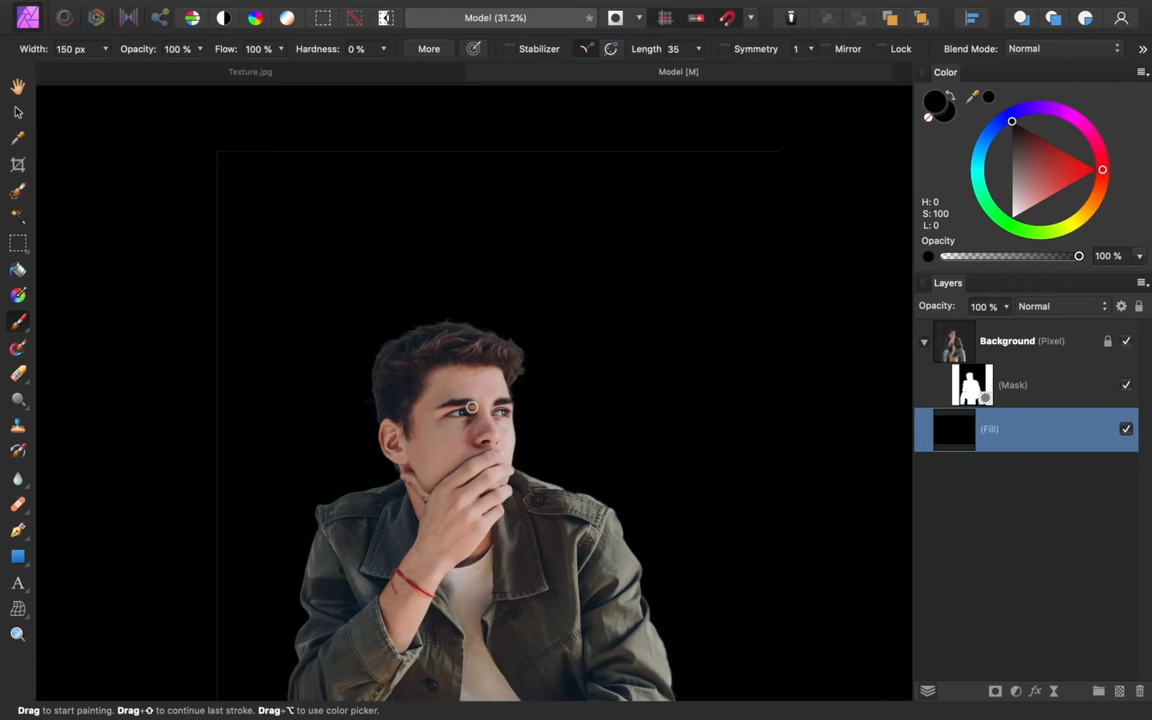 Model (31.2%)
Width: 150 px Opacity: 100 % Flow: 100 % Hardness: 0 % More Stabilizer Length 35 Symmetry 1 Mirror Lock Blend Mode: Normal
Texture.jpg Model [M]
Color
H: 0
S: 100
L: 0
Opacity
100 %
Layers
Opacity: 100 % Normal
Background (Pixel)
(Mask)
(Fill)
A
Drag to start painting. Drag+⇧ to continue last stroke. Drag+⌥ to use color picker.